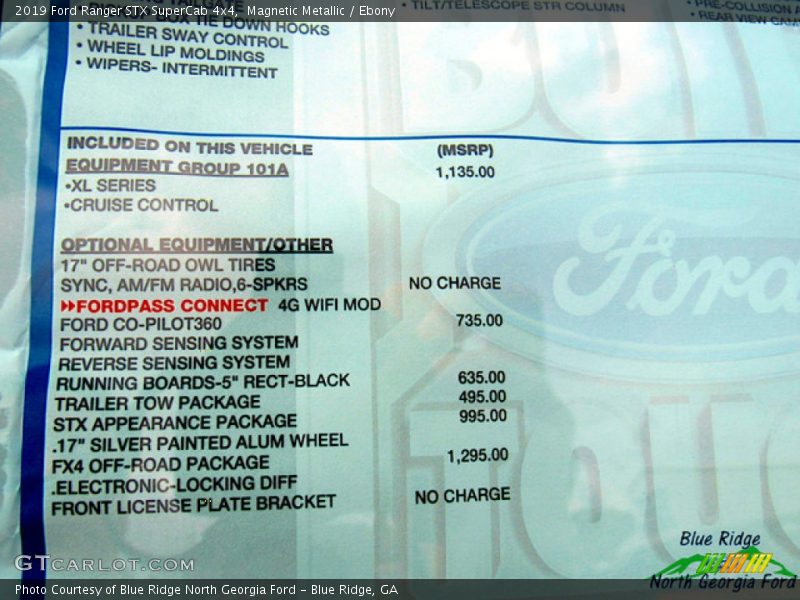 2019 Ford Ranger STX SuperCab 4x4, Magnetic Metallic / Ebony
BOX TIE DOWN HOOKS
• TRAILER SWAY CONTROL
• WHEEL LIP MOLDINGS
• WIPERS- INTERMITTENT
• TILT/TELESCOPE STR COLUMN
• PRE-COLLISION
• REAR VIEW
INCLUDED ON THIS VEHICLE (MSRP)
EQUIPMENT GROUP 101A 1,135.00
•XL SERIES
•CRUISE CONTROL
OPTIONAL EQUIPMENT/OTHER
17" OFF-ROAD OWL TIRES
SYNC, AM/FM RADIO,6-SPKRS NO CHARGE
FORDPASS CONNECT 4G WIFI MOD
FORD CO-PILOT360 735.00
FORWARD SENSING SYSTEM
REVERSE SENSING SYSTEM
RUNNING BOARDS-5" RECT-BLACK 635.00
TRAILER TOW PACKAGE 495.00
STX APPEARANCE PACKAGE 995.00
.17" SILVER PAINTED ALUM WHEEL
FX4 OFF-ROAD PACKAGE 1,295.00
.ELECTRONIC-LOCKING DIFF
FRONT LICENSE PLATE BRACKET NO CHARGE
Ford
GTcarlot.com
Blue Ridge
North Georgia Ford
Photo Courtesy of Blue Ridge North Georgia Ford - Blue Ridge, GA